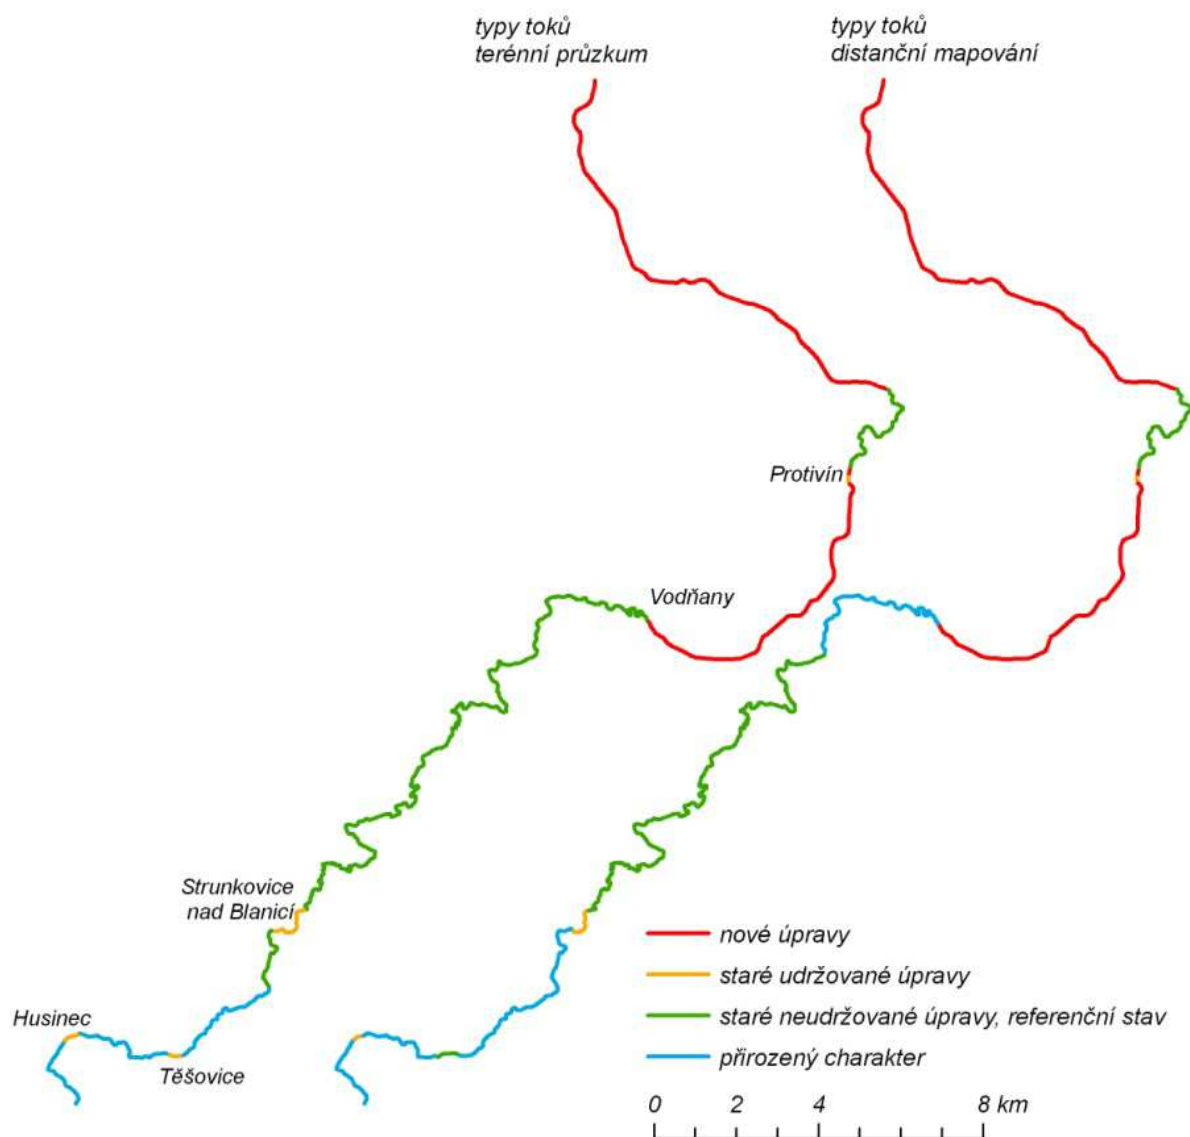 typy toků
terénní průzkum
typy toků
distanční mapování
Protivín
Vodňany
Strunkovice
nad Blanicí
Husinec
Těšovice
nové úpravy
staré udržované úpravy
staré neudržované úpravy, referenční stav
přirozený charakter
0 2 4 8 km